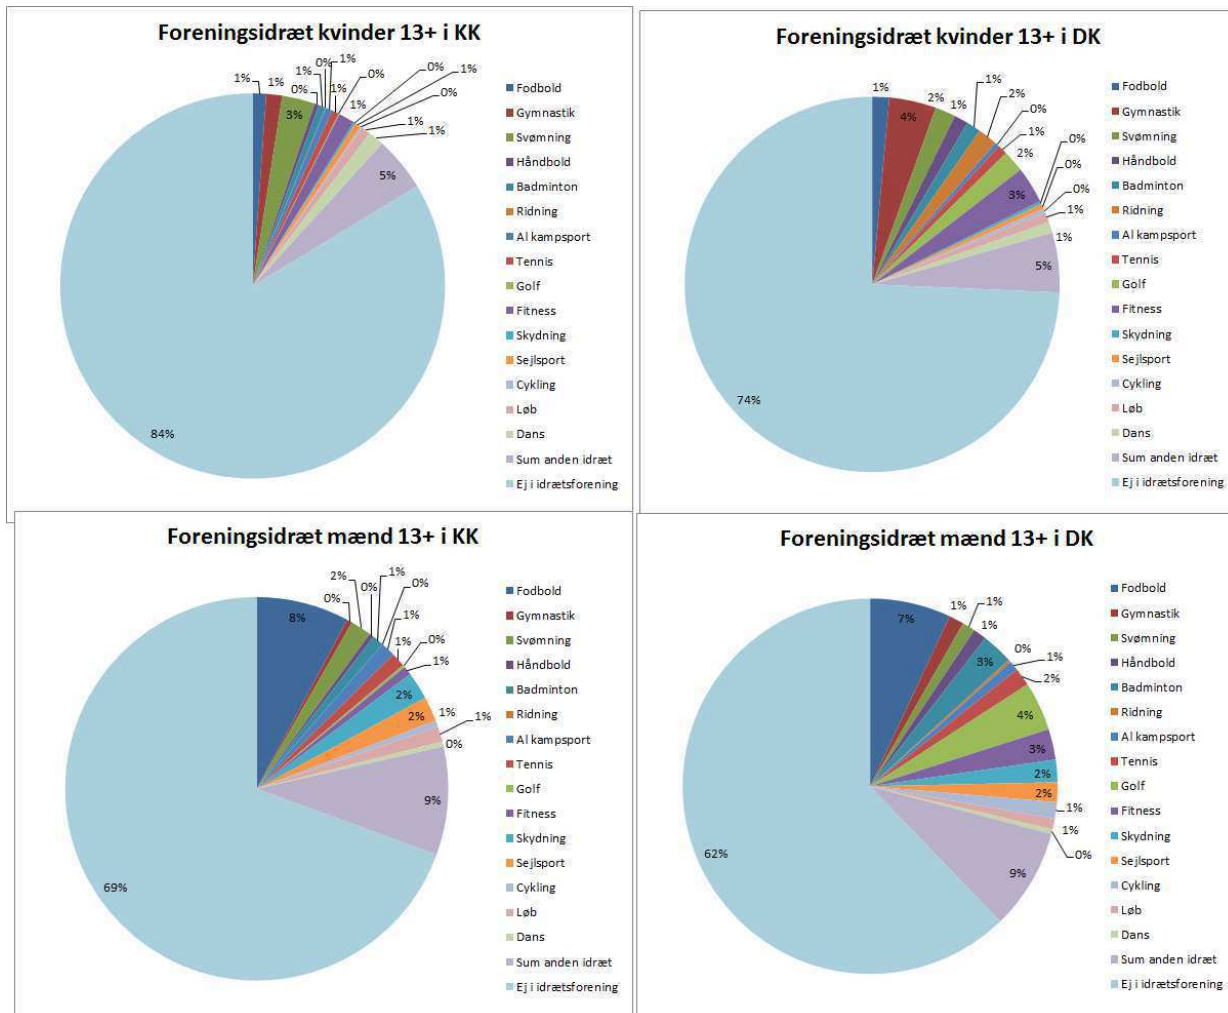 Foreningsidræt kvinder 13+ i KK
1%
1%
3%
0%
1%
0%
1%
1%
0%
1%
0%
1%
0%
1%
1%
5%
84%
Fodbold
Gymnastik
Svømning
Håndbold
Badminton
Ridning
Al kampsport
Tennis
Golf
Fitness
Skydning
Sejlsport
Cykling
Løb
Dans
Sum anden idræt
Ej i idrætsforening
Foreningsidræt kvinder 13+ i DK
1%
4%
2%
1%
1%
2%
0%
1%
2%
3%
0%
0%
0%
1%
1%
5%
74%
Fodbold
Gymnastik
Svømning
Håndbold
Badminton
Ridning
Al kampsport
Tennis
Golf
Fitness
Skydning
Sejlsport
Cykling
Løb
Dans
Sum anden idræt
Ej i idrætsforening
Foreningsidræt mænd 13+ i KK
8%
0%
2%
0%
1%
0%
1%
1%
0%
1%
2%
2%
1%
1%
0%
9%
69%
Fodbold
Gymnastik
Svømning
Håndbold
Badminton
Ridning
Al kampsport
Tennis
Golf
Fitness
Skydning
Sejlsport
Cykling
Løb
Dans
Sum anden idræt
Ej i idrætsforening
Foreningsidræt mænd 13+ i DK
7%
1%
1%
1%
3%
0%
1%
2%
4%
3%
2%
2%
1%
1%
0%
9%
62%
Fodbold
Gymnastik
Svømning
Håndbold
Badminton
Ridning
Al kampsport
Tennis
Golf
Fitness
Skydning
Sejlsport
Cykling
Løb
Dans
Sum anden idræt
Ej i idrætsforening